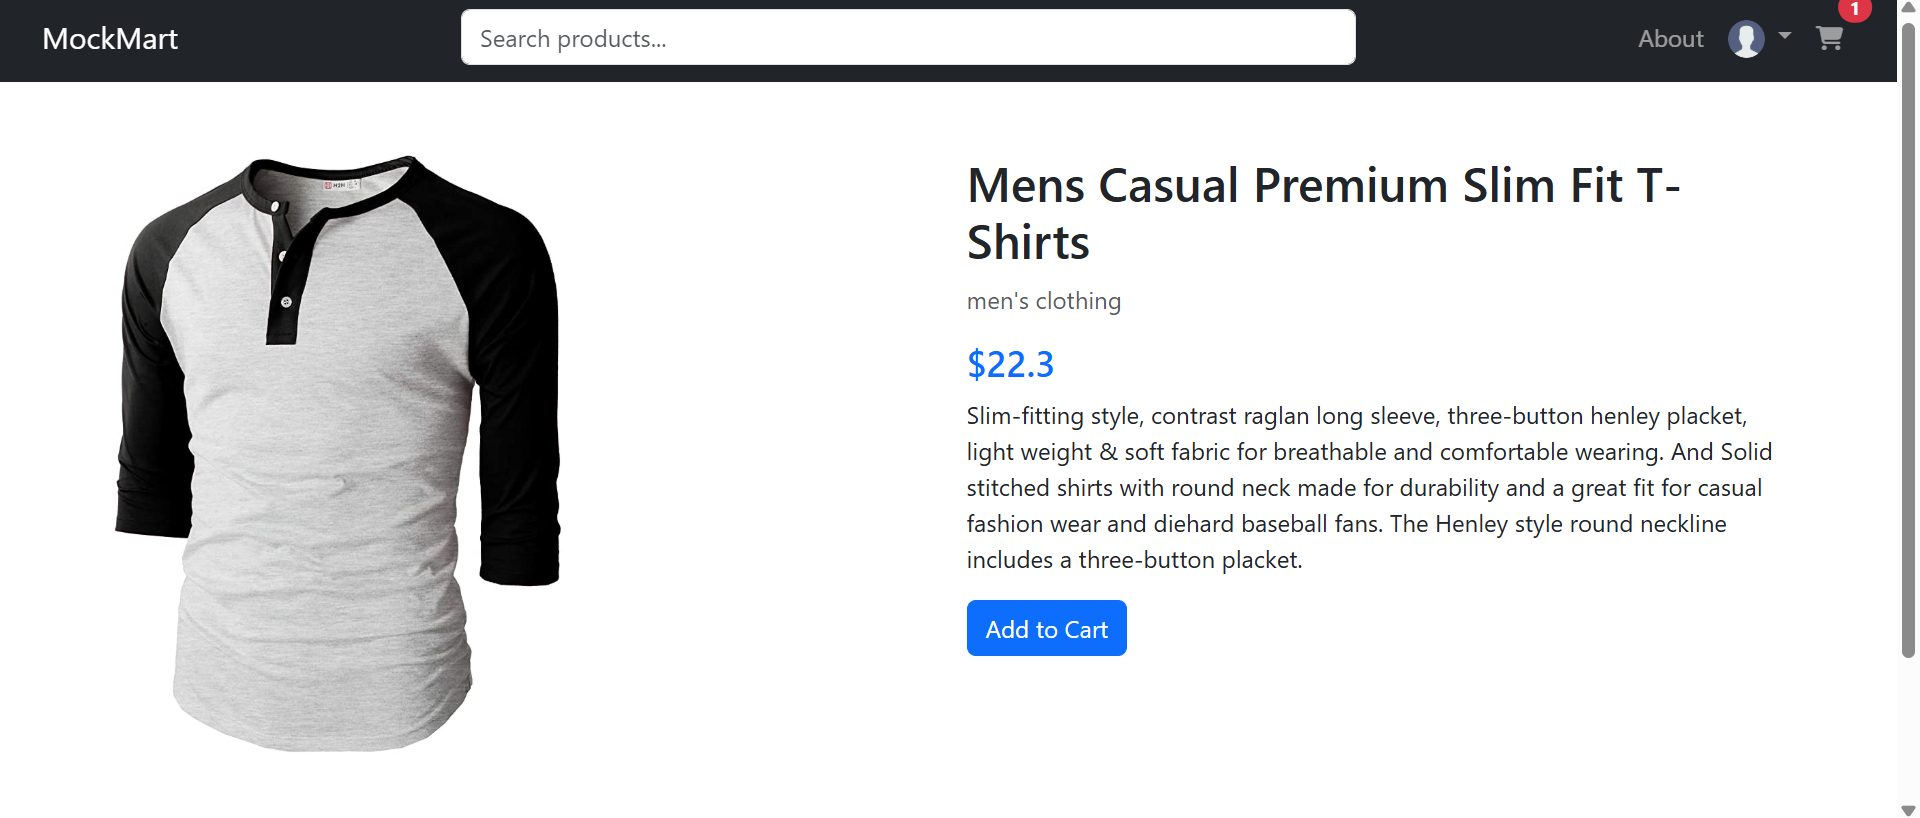 MockMart
Search products...
About
1
Mens Casual Premium Slim Fit T-
Shirts
men's clothing
$22.3
Slim-fitting style, contrast raglan long sleeve, three-button henley placket,
light weight & soft fabric for breathable and comfortable wearing. And Solid
stitched shirts with round neck made for durability and a great fit for casual
fashion wear and diehard baseball fans. The Henley style round neckline
includes a three-button placket.
Add to Cart
H2H